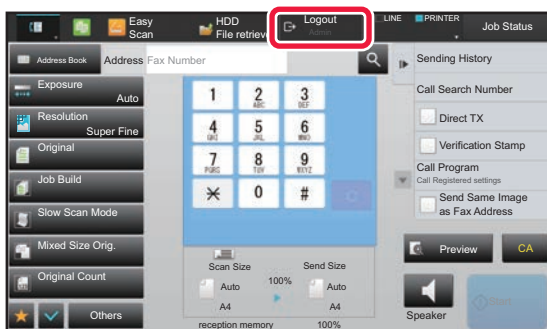 Easy
Scan
HDD
File retrieve
Logout
Admin
LINE
PRINTER
Job Status
Address Book
Address
Fax Number
Sending History
Exposure
Auto
Resolution
Super Fine
Original
Job Build
Slow Scan Mode
Mixed Size Orig.
Original Count
Others
1
2
ABC
3
DEF
4
GHI
5
JKL
6
MNO
7
PQRS
8
TUV
9
WXYZ
0
#
Call Search Number
Direct TX
Verification Stamp
Call Program
Call Registered settings
Send Same Image
as Fax Address
Preview
CA
Scan Size
Send Size
Auto
100%
Auto
A4
A4
reception memory
100%
Speaker
Start